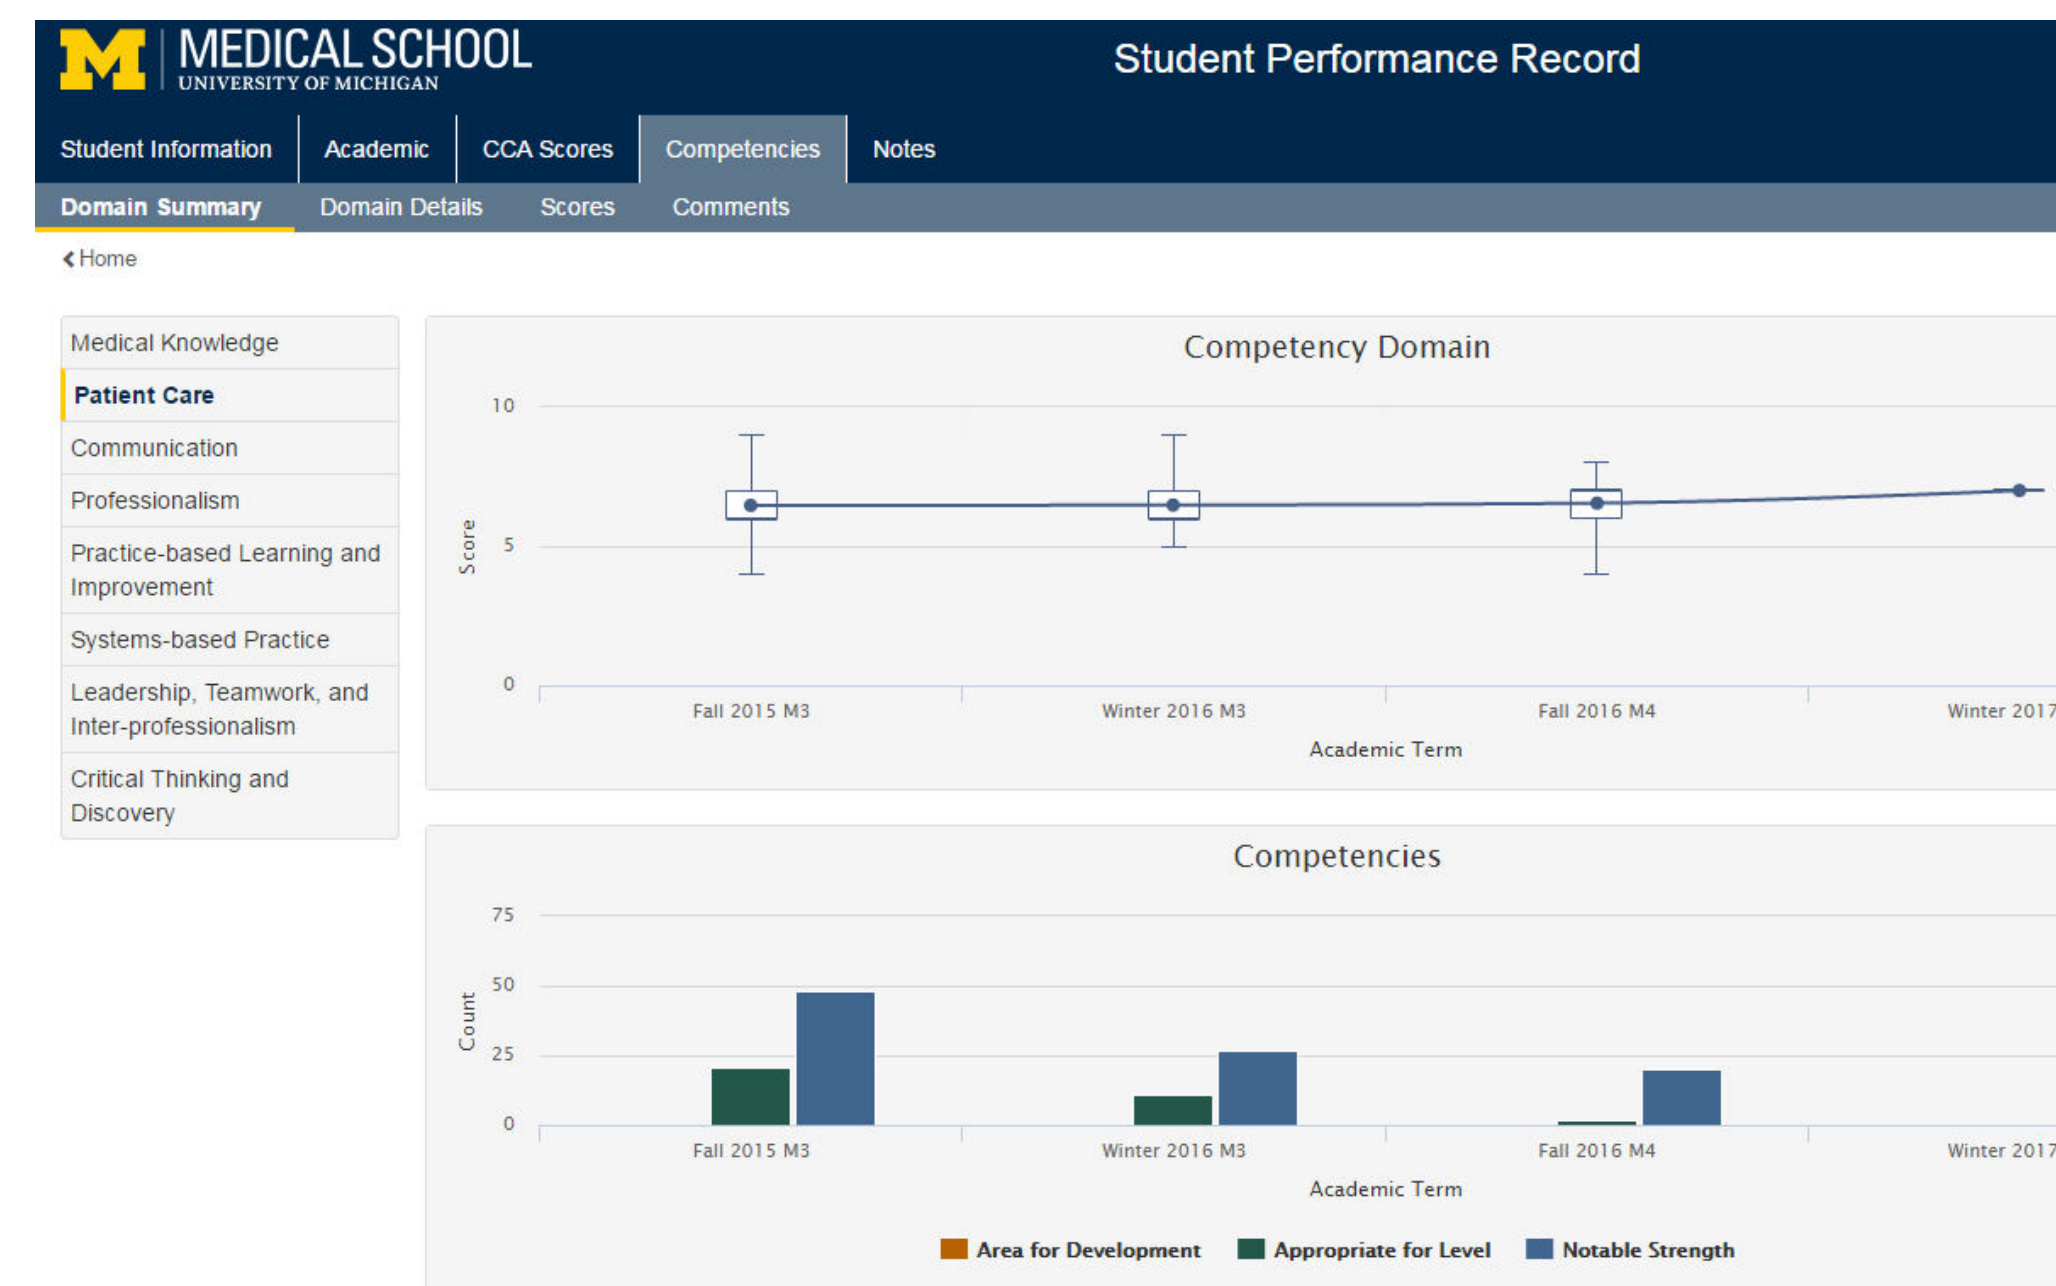 M MEDICAL SCHOOL
UNIVERSITY OF MICHIGAN
Student Performance Record
Student Information Academic CCA Scores Competencies Notes
Domain Summary Domain Details Scores Comments
Home
Medical Knowledge
Patient Care
Communication
Professionalism
Practice-based Learning and
Improvement
Systems-based Practice
Leadership, Teamwork, and
Inter-professionalism
Critical Thinking and
Discovery
Competency Domain
10
5
0
Score
Fall 2015 M3 Winter 2016 M3 Fall 2016 M4 Winter 2017
Academic Term
Competencies
75
50
25
0
Count
Fall 2015 M3 Winter 2016 M3 Fall 2016 M4 Winter 2017
Academic Term
Area for Development Appropriate for Level Notable Strength